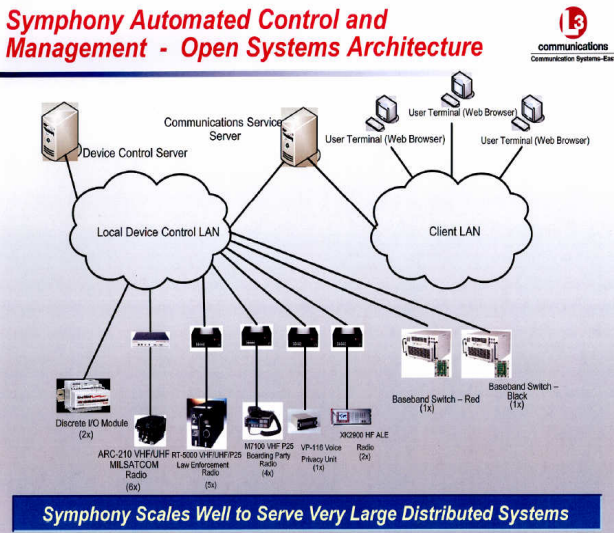 Symphony Automated Control and
Management - Open Systems Architecture
L3
communications
Communication Systems-East
User Terminal (Web Browser)
User Terminal (Web Browser)
User Terminal (Web Browser)
Communications Service
Server
Device Control Server
Local Device Control LAN
Client LAN
Discrete I/O Module
(2x)
ARC-210 VHF/UHF
MILSATCOM
Radio
(6x)
RT-5000 VHF/UHF/P25
Law Enforcement
Radio
(5x)
M7100 VHF P25
Boarding Party
Radio
(4x)
VP-116 Voice
Privacy Unit
(1x)
XK2900 HF ALE
Radio
(2x)
Baseband Switch – Red
(1x)
Baseband Switch –
Black
(1x)
Symphony Scales Well to Serve Very Large Distributed Systems